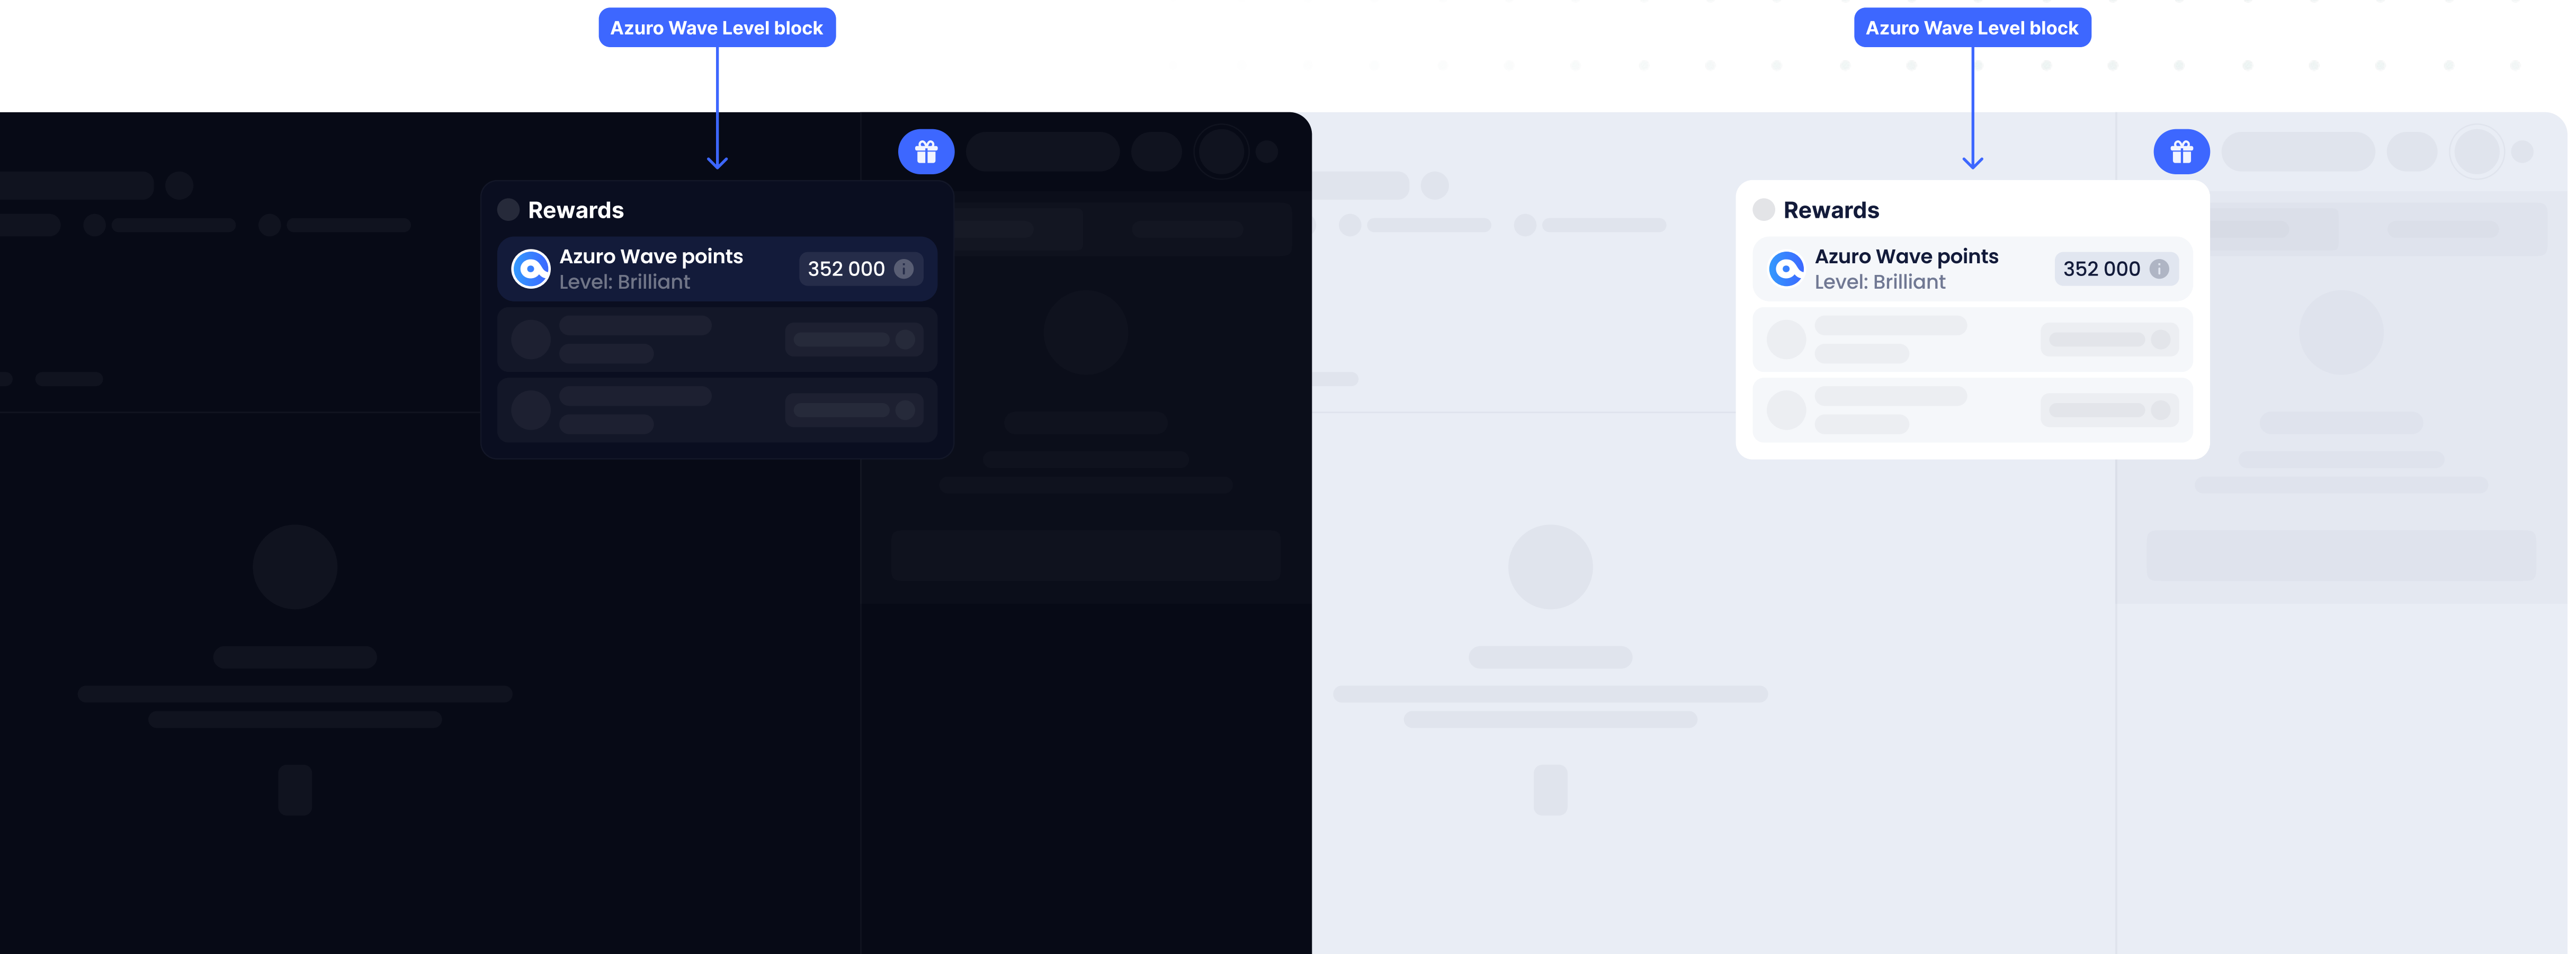 Azuro Wave Level block
Azuro Wave Level block
Rewards
Azuro Wave points
Level: Brilliant
352 000
Rewards
Azuro Wave points
Level: Brilliant
352 000